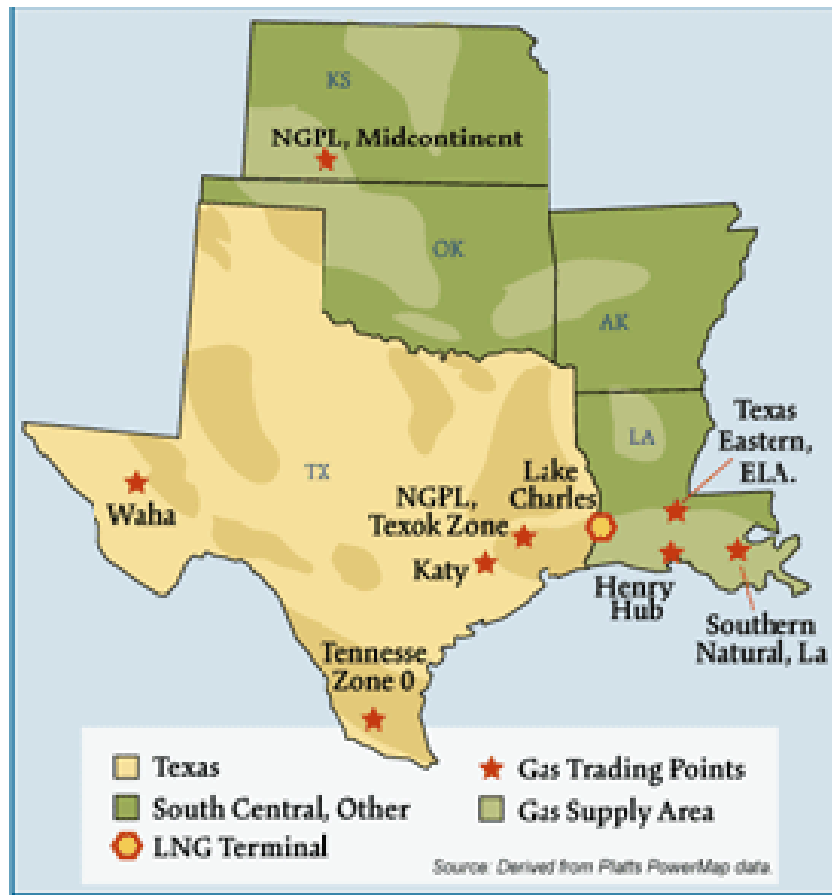 KS
NGPL, Midcontinent
OK
AK
TX
LA
Texas
Eastern,
ELA.
Lake
Charles
NGPL,
Texok Zone
Waha
Katy
Henry
Hub
Southern
Natural, La
Tennesse
Zone 0
Texas
South Central, Other
LNG Terminal
Gas Trading Points
Gas Supply Area
Source: Derived from Platts PowerMap data.